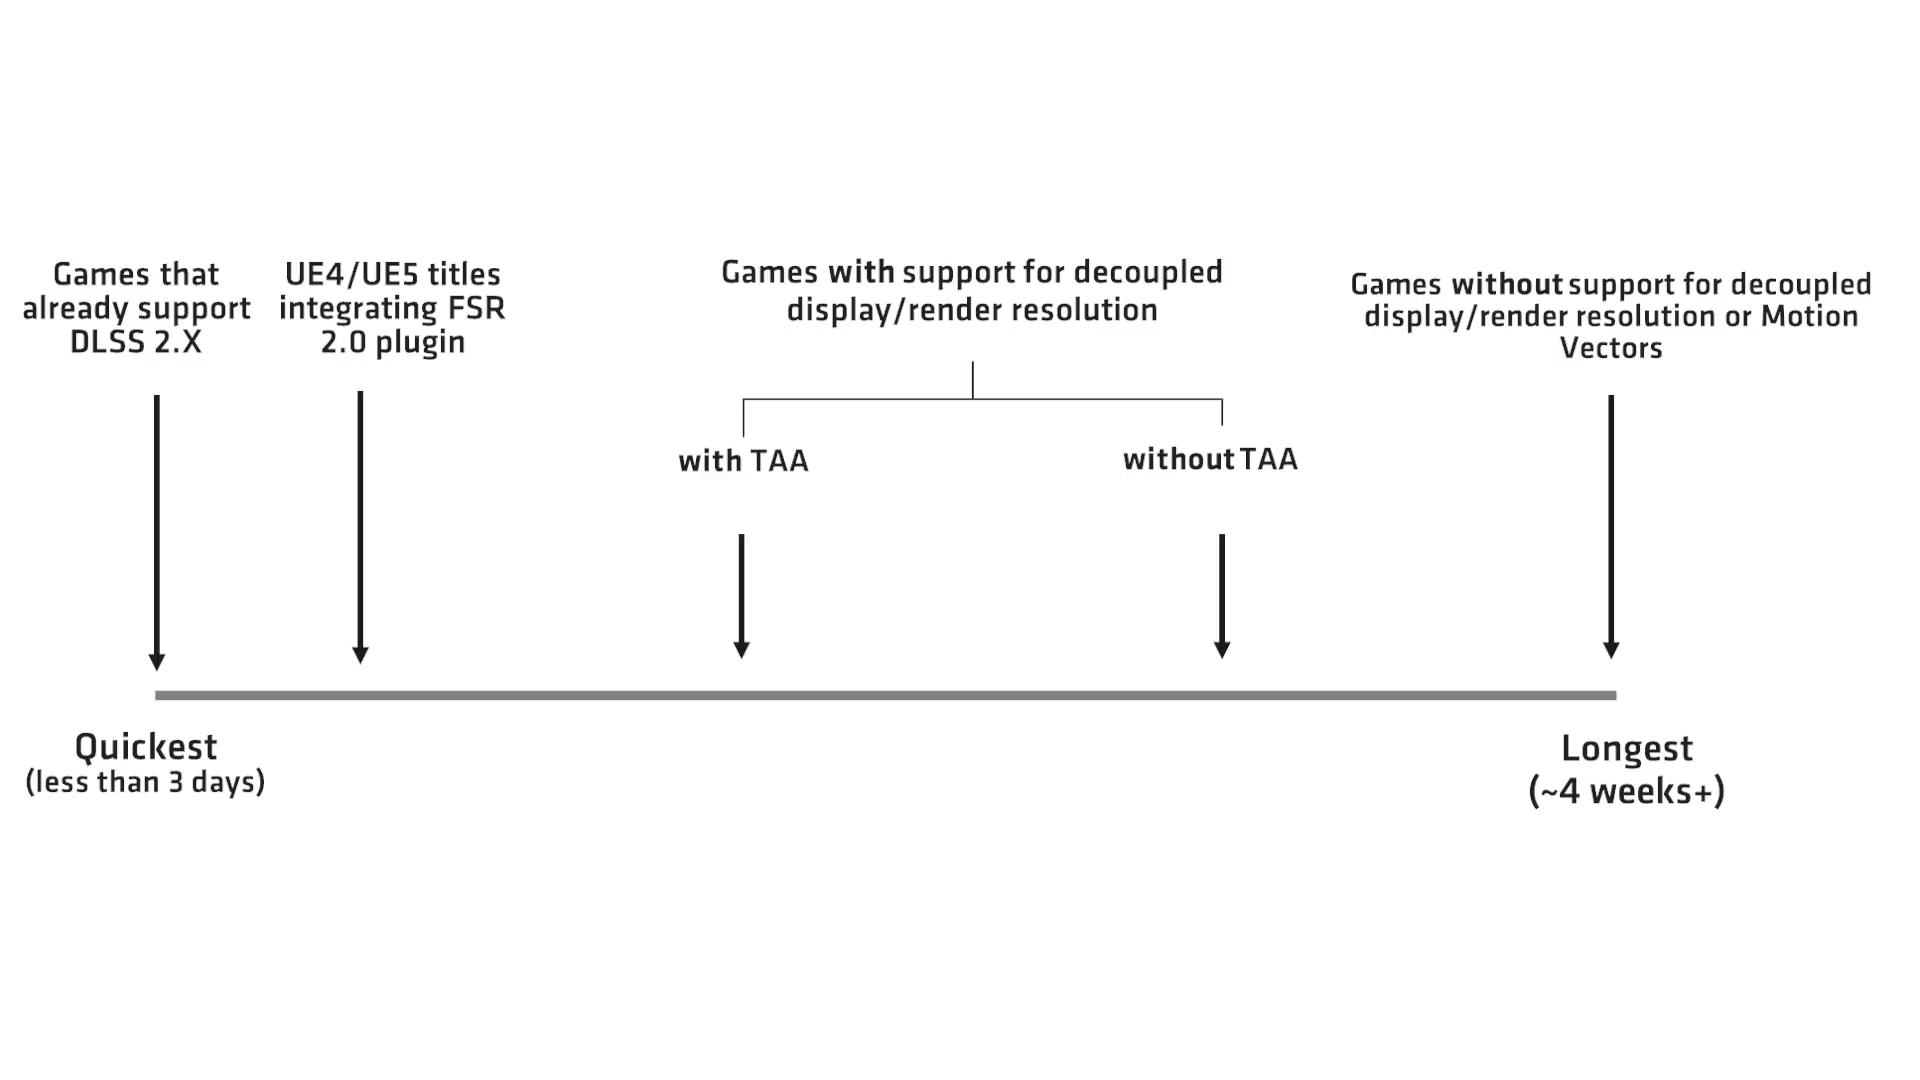 Games that
already support
DLSS 2.X
UE4/UE5 titles
integrating FSR
2.0 plugin
Games with support for decoupled
display/render resolution
with TAA
without TAA
Games without support for decoupled
display/render resolution or Motion
Vectors
Quickest
(less than 3 days)
Longest
(~4 weeks+)